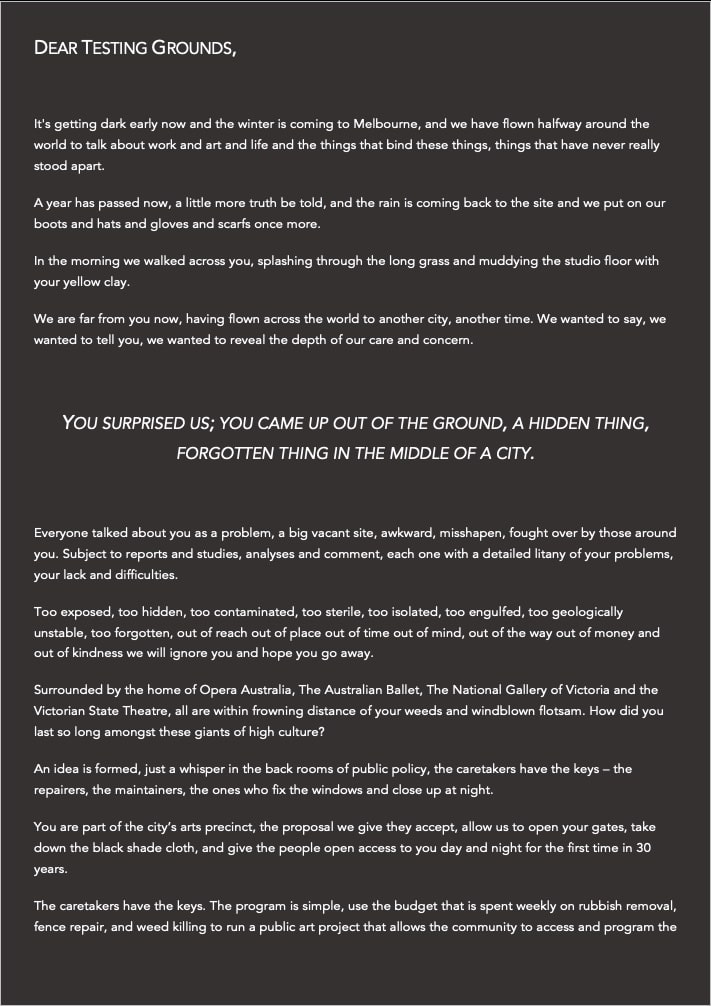 DEAR TESTING GROUNDS,
It's getting dark early now and the winter is coming to Melbourne, and we have flown halfway around the
world to talk about work and art and life and the things that bind these things, things that have never really
stood apart.
A year has passed now, a little more truth be told, and the rain is coming back to the site and we put on our
boots and hats and gloves and scarfs once more.
In the morning we walked across you, splashing through the long grass and muddying the studio floor with
your yellow clay.
We are far from you now, having flown across the world to another city, another time. We wanted to say, we
wanted to tell you, we wanted to reveal the depth of our care and concern.
YOU SURPRISED US; YOU CAME UP OUT OF THE GROUND, A HIDDEN THING,
FORGOTTEN THING IN THE MIDDLE OF A CITY.
Everyone talked about you as a problem, a big vacant site, awkward, misshapen, fought over by those around
you. Subject to reports and studies, analyses and comment, each one with a detailed litany of your problems,
your lack and difficulties.
Too exposed, too hidden, too contaminated, too sterile, too isolated, too engulfed, too geologically
unstable, too forgotten, out of reach out of place out of time out of mind, out of the way out of money and
out of kindness we will ignore you and hope you go away.
Surrounded by the home of Opera Australia, The Australian Ballet, The National Gallery of Victoria and the
Victorian State Theatre, all are within frowning distance of your weeds and windblown flotsam. How did you
last so long amongst these giants of high culture?
An idea is formed, just a whisper in the back rooms of public policy, the caretakers have the keys – the
repairers, the maintainers, the ones who fix the windows and close up at night.
You are part of the city’s arts precinct, the proposal we give they accept, allow us to open your gates, take
down the black shade cloth, and give the people open access to you day and night for the first time in 30
years.
The caretakers have the keys. The program is simple, use the budget that is spent weekly on rubbish removal,
fence repair, and weed killing to run a public art project that allows the community to access and program the